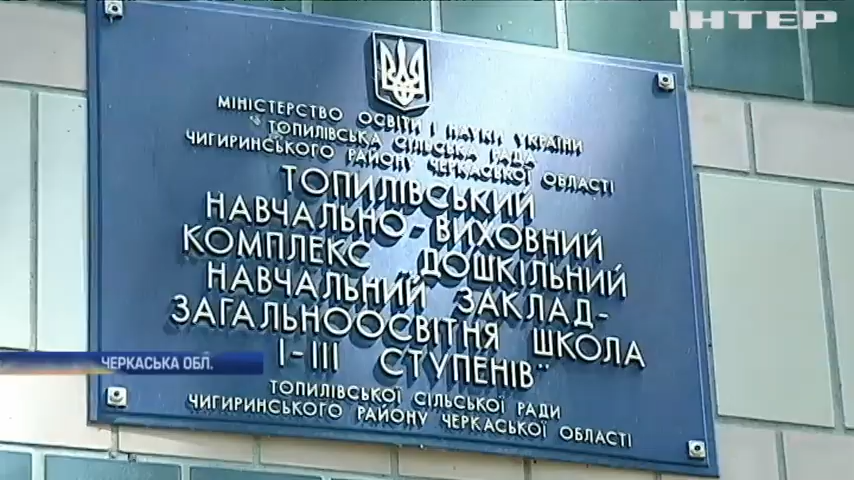 ІНТЕР
МІНІСТЕРСТВО ОСВІТИ І НАУКИ УКРАЇНИ
ТОПИЛІВСЬКА СІЛЬСЬКА РАДА
ЧИГИРИНСЬКОГО РАЙОНУ ЧЕРКАСЬКОЇ ОБЛАСТІ
ТОПИЛІВСЬКИЙ
НАВЧАЛЬНО-ВИХОВНИЙ
КОМПЛЕКС "ДОШКІЛЬНИЙ
НАВЧАЛЬНИЙ ЗАКЛАД-
ЗАГАЛЬНООСВІТНЯ ШКОЛА
І-ІІІ СТУПЕНІВ"
ТОПИЛІВСЬКОЇ СІЛЬСЬКОЇ РАДИ
ЧИГИРИНСЬКОГО РАЙОНУ ЧЕРКАСЬКОЇ ОБЛАСТІ
ЧЕРКАСЬКА ОБЛ.